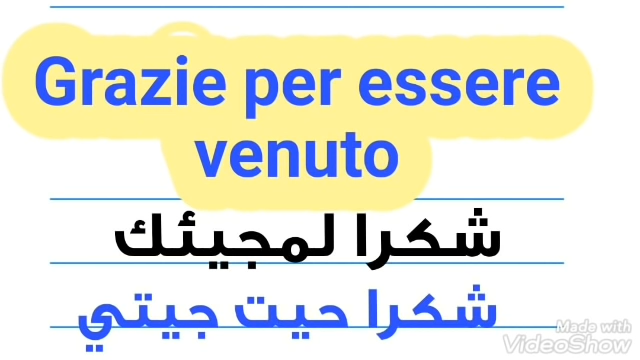 Grazie per essere
venuto
شكرا لمجيئك
شكرا حيت جيتي
Made with
VideoShow